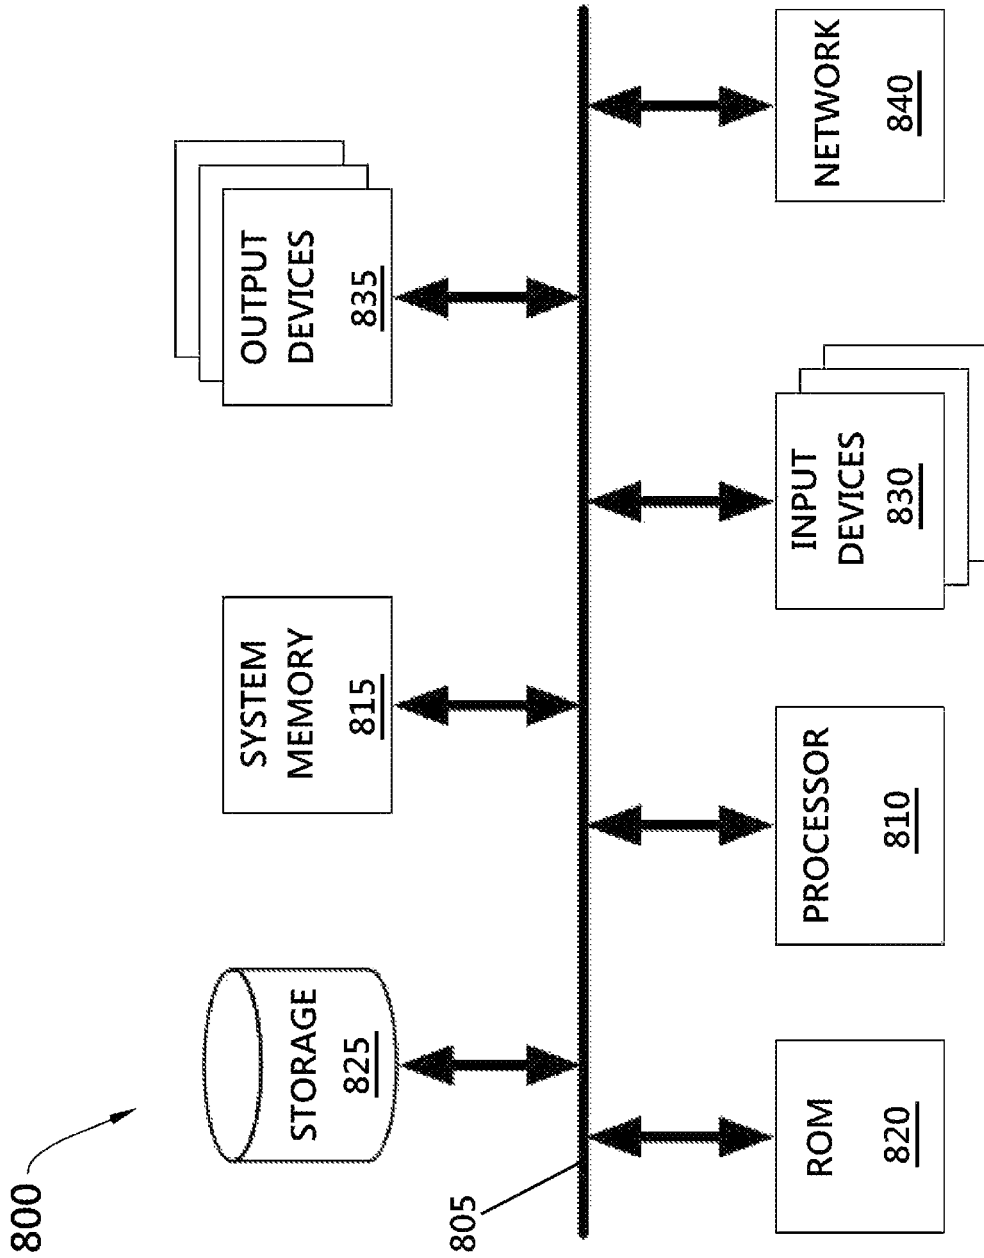 800
STORAGE
825
SYSTEM
MEMORY
815
OUTPUT
DEVICES
835
805
ROM
820
PROCESSOR
810
INPUT
DEVICES
830
NETWORK
840